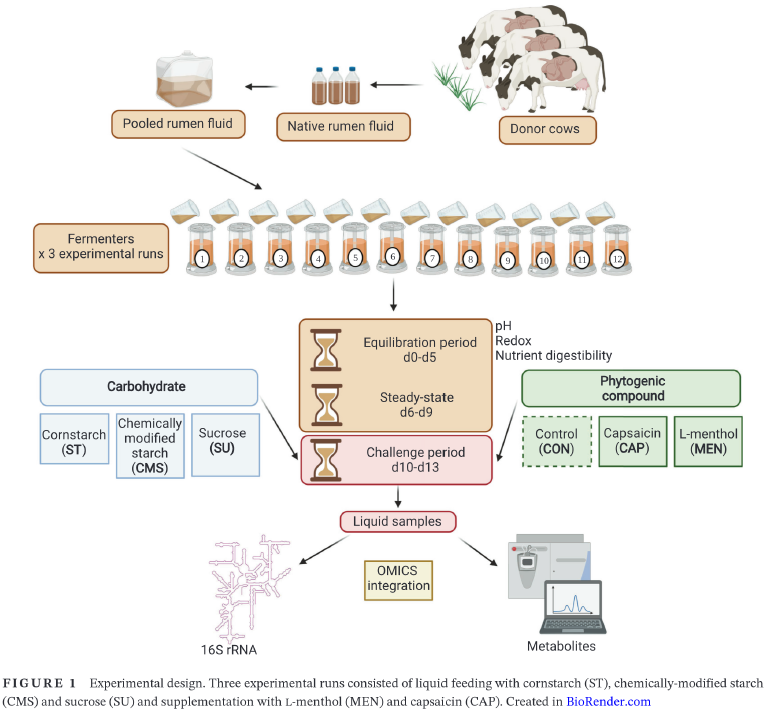 Pooled rumen fluid
Native rumen fluid
Donor cows
Fermenters
x 3 experimental runs
1
2
3
4
5
6
7
8
9
10
11
12
Equilibration period
d0-d5
pH
Redox
Nutrient digestibility
Steady-state
d6-d9
Challenge period
d10-d13
Carbohydrate
Cornstarch
(ST)
Chemically
modified
starch
(CMS)
Sucrose
(SU)
Phytogenic
compound
Control
(CON)
Capsaicin
(CAP)
L-menthol
(MEN)
Liquid samples
OMICS
integration
16S rRNA
Metabolites
FIGURE 1 Experimental design. Three experimental runs consisted of liquid feeding with cornstarch (ST), chemically-modified starch
(CMS) and sucrose (SU) and supplementation with L-menthol (MEN) and capsaicin (CAP). Created in BioRender.com